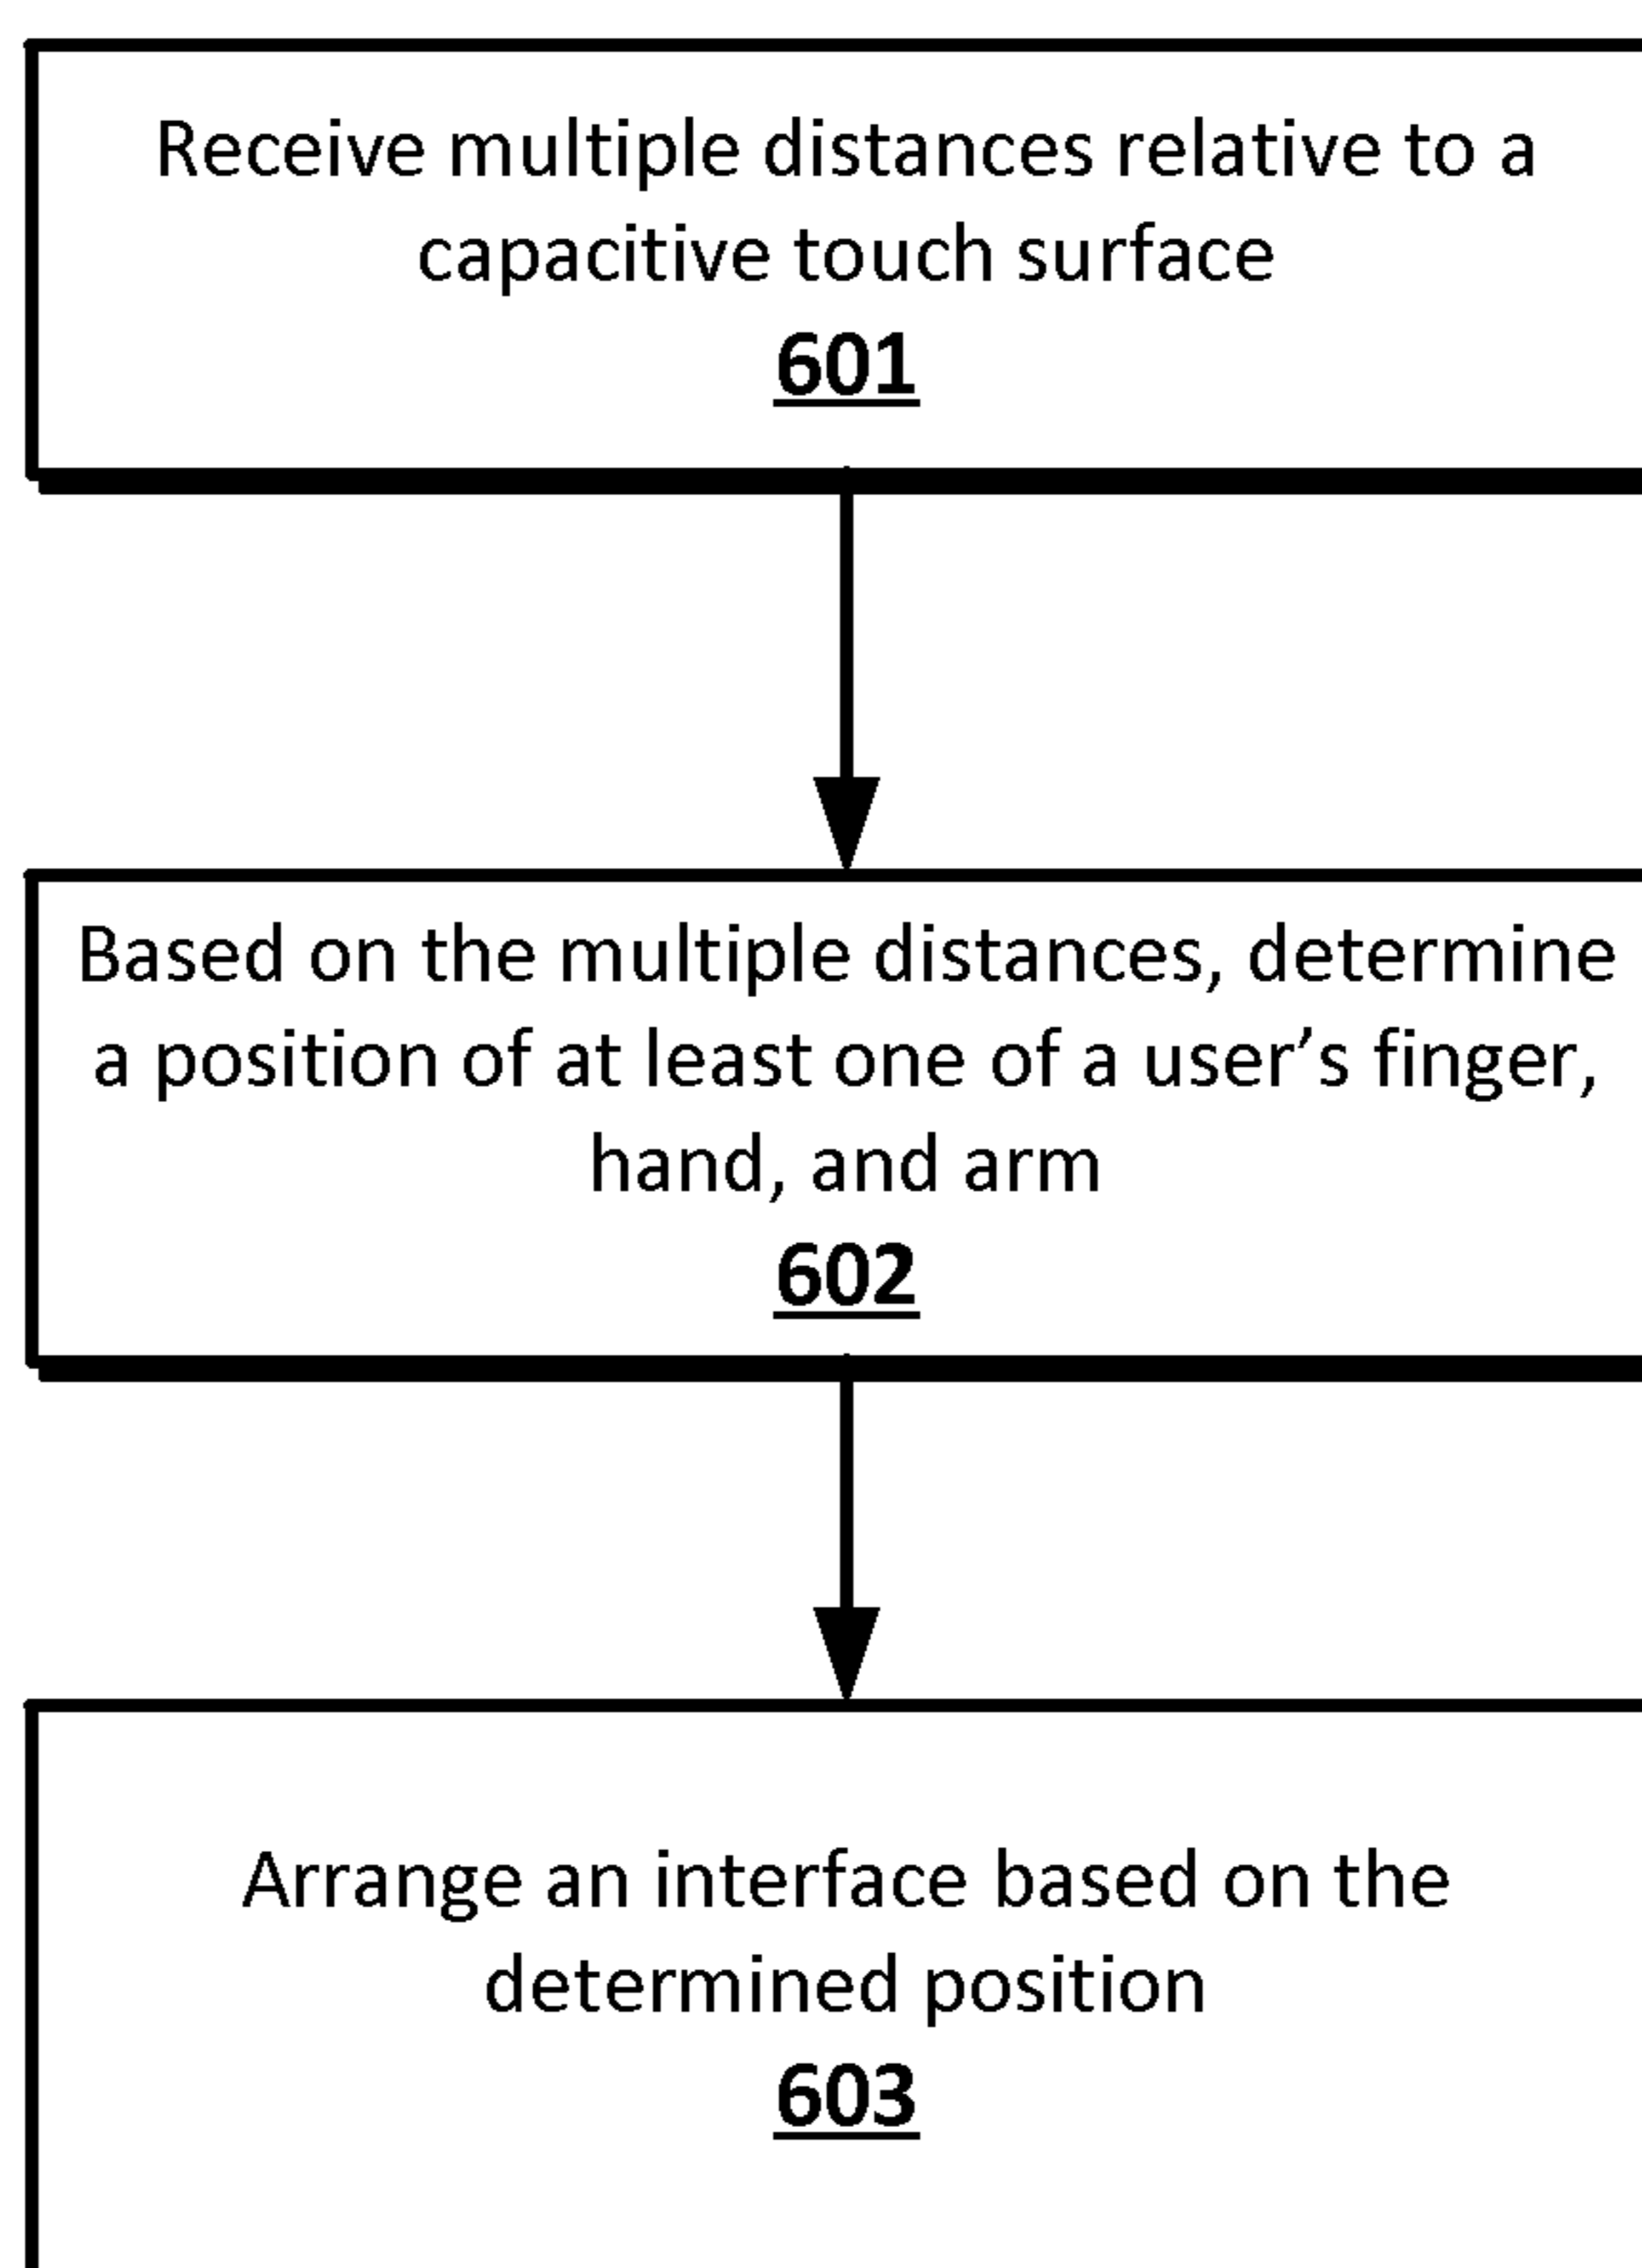 Receive multiple distances relative to a
capacitive touch surface
601
Based on the multiple distances, determine
a position of at least one of a user’s finger,
hand, and arm
602
Arrange an interface based on the
determined position
603